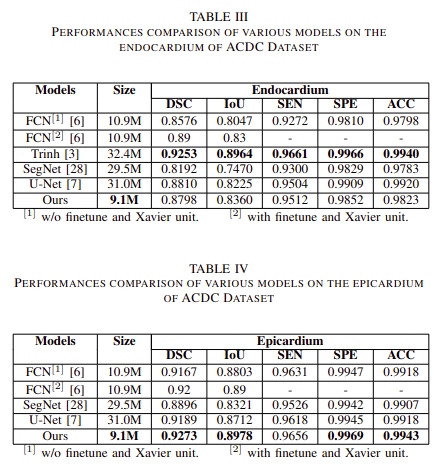 TABLE III
PERFORMANCES COMPARISON OF VARIOUS MODELS ON THE
ENDOCARDIUM OF ACDC DATASET
Models Size Endocardium
DSC IoU SEN SPE ACC
FCN[1] [6] 10.9M 0.8576 0.8047 0.9272 0.9810 0.9798
FCN[2] [6] 10.9M 0.89 0.83 - - -
Trinh [3] 32.4M 0.9253 0.8964 0.9661 0.9966 0.9940
SegNet [28] 29.5M 0.8192 0.7470 0.9300 0.9829 0.9783
U-Net [7] 31.0M 0.8810 0.8225 0.9504 0.9909 0.9920
Ours 9.1M 0.8798 0.8360 0.9512 0.9852 0.9823
[1] w/o finetune and Xavier unit. [2] with finetune and Xavier unit.
TABLE IV
PERFORMANCES COMPARISON OF VARIOUS MODELS ON THE EPICARDIUM
OF ACDC DATASET
Models Size Epicardium
DSC IoU SEN SPE ACC
FCN[1] [6] 10.9M 0.9167 0.8803 0.9631 0.9947 0.9918
FCN[2] [6] 10.9M 0.92 0.89 - - -
SegNet [28] 29.5M 0.8896 0.8321 0.9526 0.9942 0.9907
U-Net [7] 31.0M 0.9189 0.8712 0.9618 0.9945 0.9918
Ours 9.1M 0.9273 0.8978 0.9656 0.9969 0.9943
[1] w/o finetune and Xavier unit. [2] with finetune and Xavier unit.